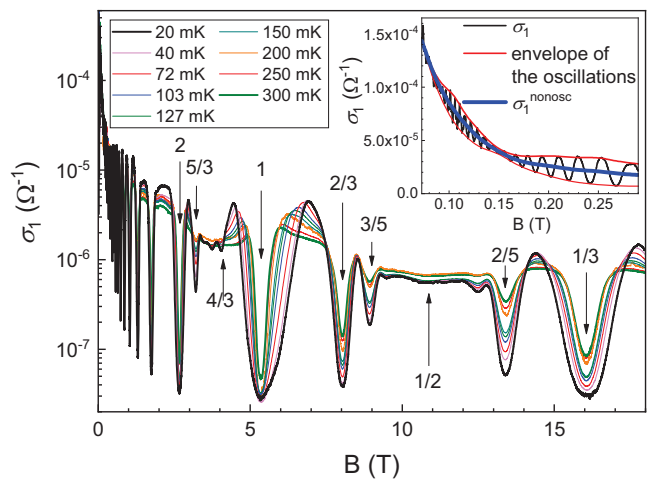 20 mK
40 mK
72 mK
103 mK
127 mK
150 mK
200 mK
250 mK
300 mK
σ₁ (Ω⁻¹)
10⁻⁴
10⁻⁵
10⁻⁶
10⁻⁷
2
5/3
4/3
1
2/3
3/5
1/2
2/5
1/3
0
5
10
15
B (T)
σ₁
envelope of
the oscillations
σ₁ⁿᵒⁿᵒˢᶜ
σ₁ (Ω⁻¹)
1.5x10⁻⁴
1.0x10⁻⁴
5.0x10⁻⁵
0.0
0.10
0.15
0.20
0.25
B (T)